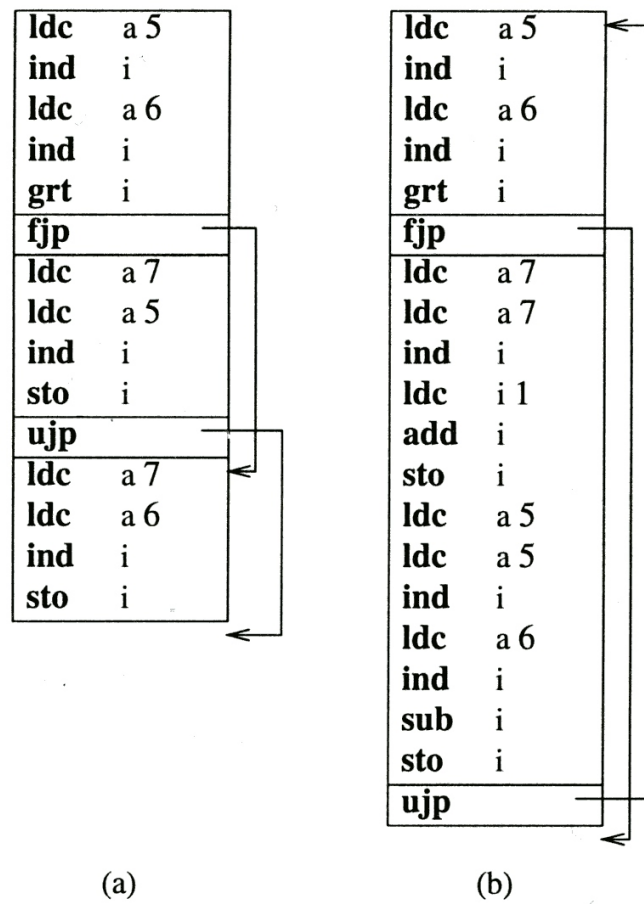 ldc a 5
ind i
ldc a 6
ind i
grt i
fjp
ldc a 7
ldc a 5
ind i
sto i
ujp
ldc a 7
ldc a 6
ind i
sto i
(a)
ldc a 5
ind i
ldc a 6
ind i
grt i
fjp
ldc a 7
ldc a 7
ind i
ldc i 1
add i
sto i
ldc a 5
ldc a 5
ind i
ldc a 6
ind i
sub i
sto i
ujp
(b)